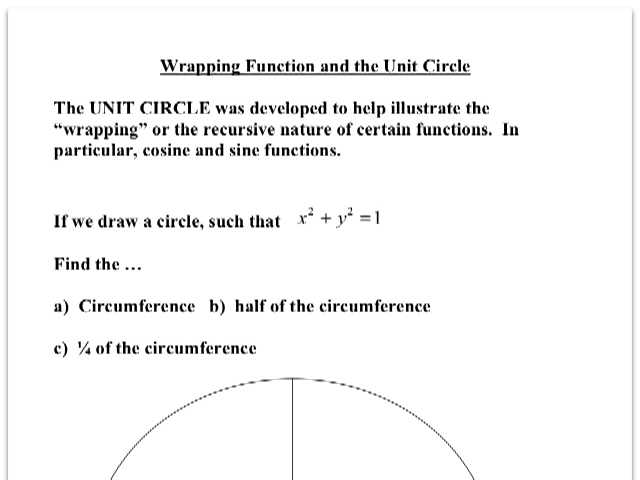 Wrapping Function and the Unit Circle
The UNIT CIRCLE was developed to help illustrate the
“wrapping” or the recursive nature of certain functions. In
particular, cosine and sine functions.
If we draw a circle, such that x² + y² = 1
Find the …
a) Circumference b) half of the circumference
c) ¼ of the circumference